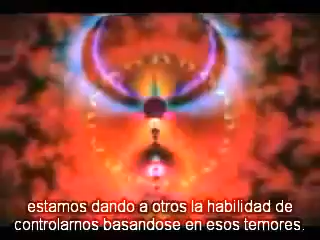 estamos dando a otros la habilidad de
controlarnos basandose en esos temores.